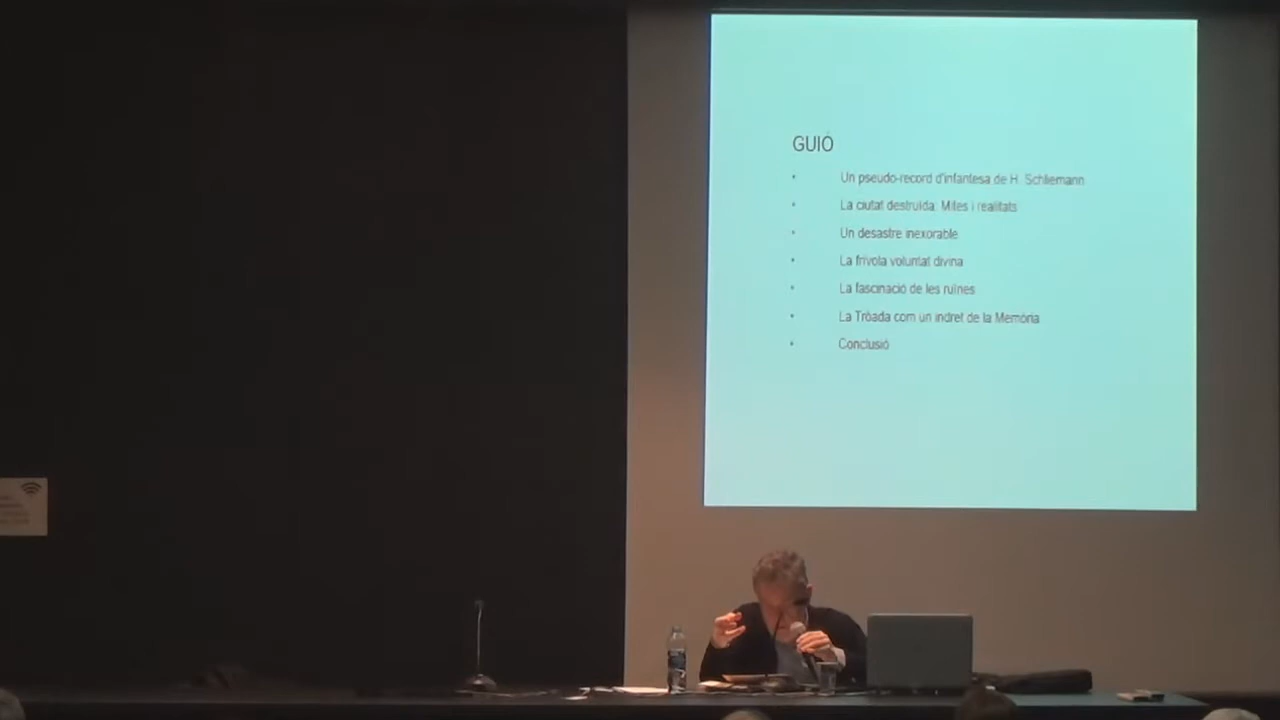 GUIÓ
• Un pseudo-record d'infantesa de H. Schliemann
• La ciutat destruïda: Mites i realitats
• Un desastre inexorable
• La frívola voluntat divina
• La fascinació de les ruïnes
• La Tròada com un indret de la Memòria
• Conclusió